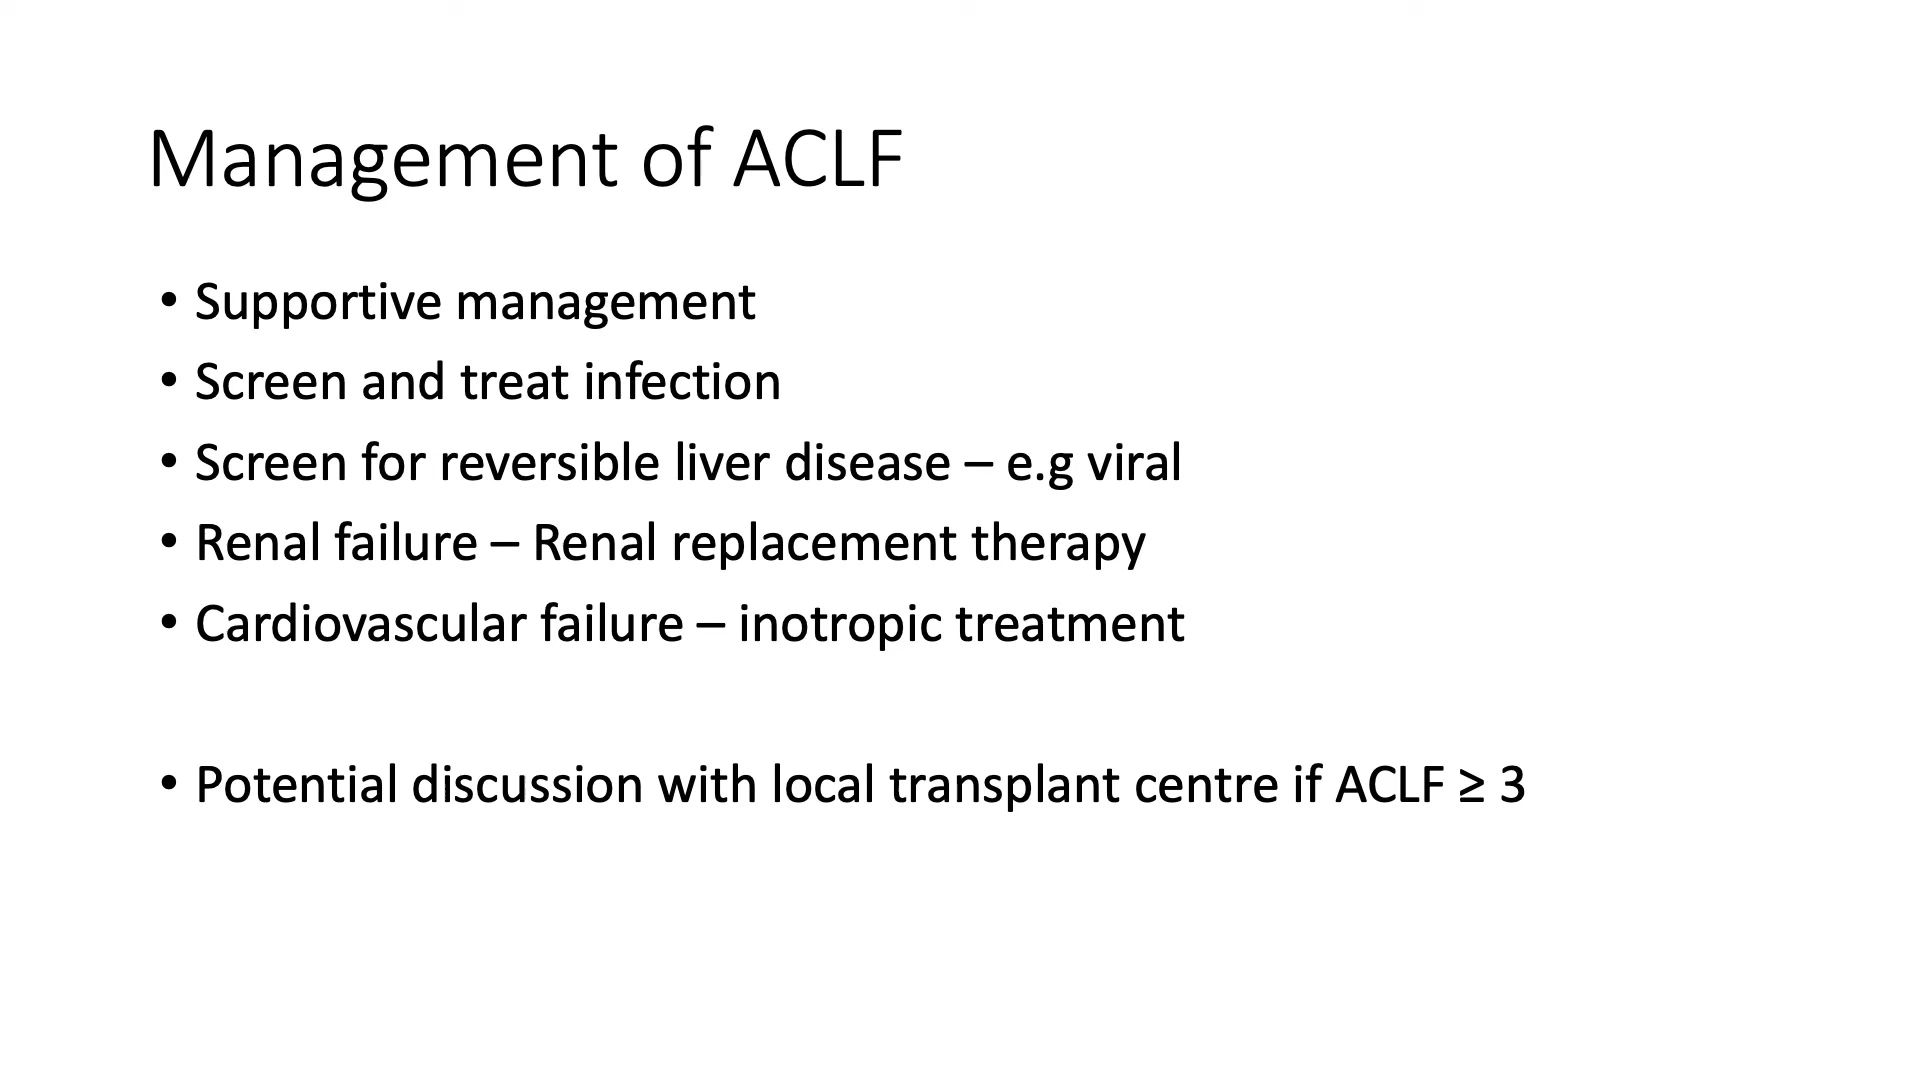 Management of ACLF
• Supportive management
• Screen and treat infection
• Screen for reversible liver disease – e.g viral
• Renal failure – Renal replacement therapy
• Cardiovascular failure – inotropic treatment
• Potential discussion with local transplant centre if ACLF ≥ 3